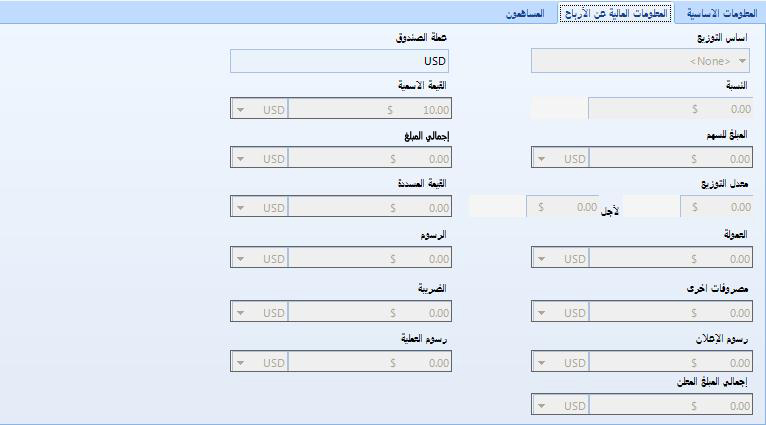 المعلومات الاساسية المعلومات المالية عن الأرباح المساهمون
اساس التوزيع عملة الصندوق
<None> USD
النسبة القيمة الاسمية
$ 0.00 USD $ 10.00
المبلغ للسهم إجمالي المبلغ
USD $ 0.00 USD $ 0.00
معدل التوزيع القيمة المسددة
$ 0.00 لأجل $ 0.00 USD $ 0.00
العمولة الرسوم
USD $ 0.00 USD $ 0.00
مصروفات اخرى الضريبة
USD $ 0.00 USD $ 0.00
رسوم الإعلان رسوم العملية
USD $ 0.00 USD $ 0.00
إجمالي المبلغ المعلن
USD $ 0.00